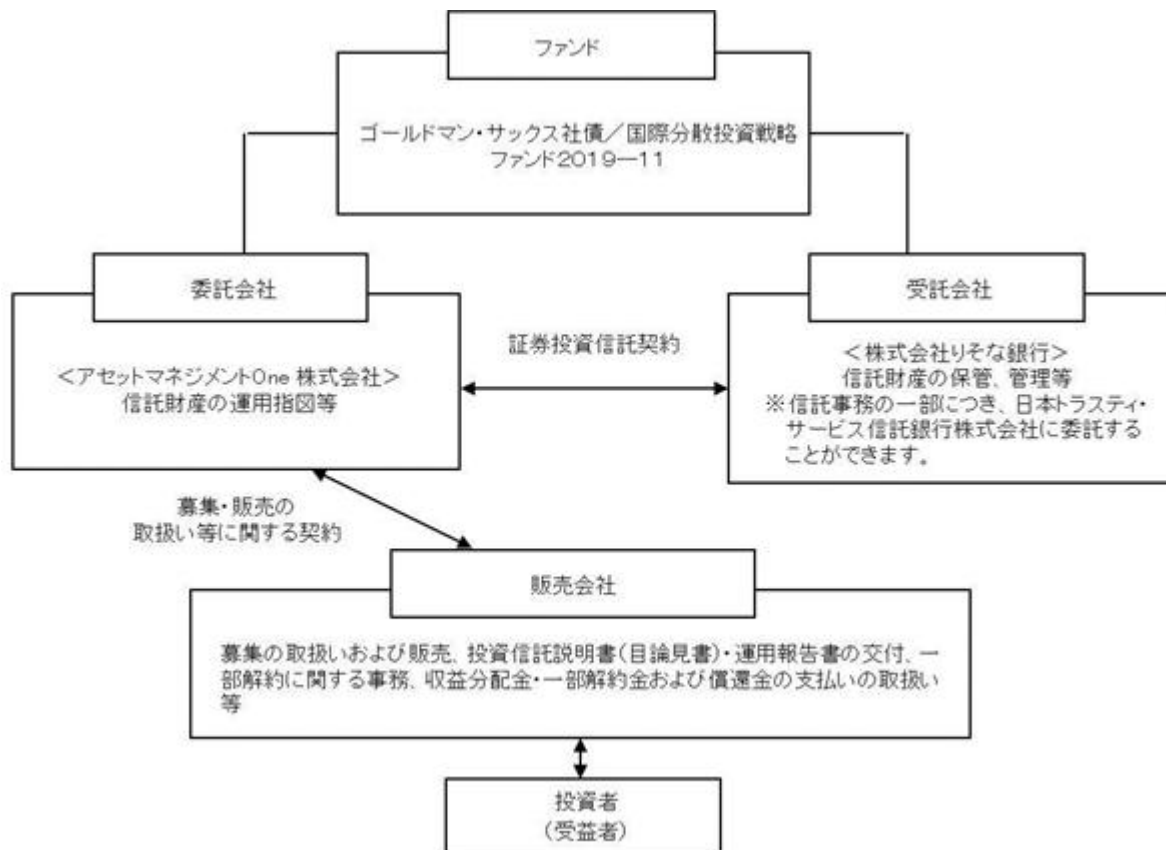 ファンド
ゴールドマン・サックス社債／国際分散投資戦略
ファンド2019－11
委託会社
＜アセットマネジメントOne 株式会社＞
信託財産の運用指図等
証券投資信託契約
受託会社
＜株式会社りそな銀行＞
信託財産の保管、管理等
※信託事務の一部につき、日本トラスティ・
サービス信託銀行株式会社に委託する
ことができます。
募集・販売の
取扱い等に関する契約
販売会社
募集の取扱いおよび販売、投資信託説明書（目論見書）・運用報告書の交付、一
部解約に関する事務、収益分配金・一部解約金および償還金の支払いの取扱い
等
投資者
（受益者）